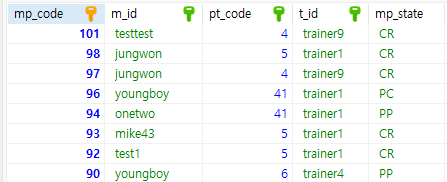 mp_code m_id pt_code t_id mp_state
101 testtest 4 trainer9 CR
98 jungwon 5 trainer1 CR
97 jungwon 4 trainer9 CR
96 youngboy 41 trainer1 PC
94 onetwo 41 trainer1 PP
93 mike43 5 trainer1 CR
92 test1 5 trainer1 CR
90 youngboy 6 trainer4 PP